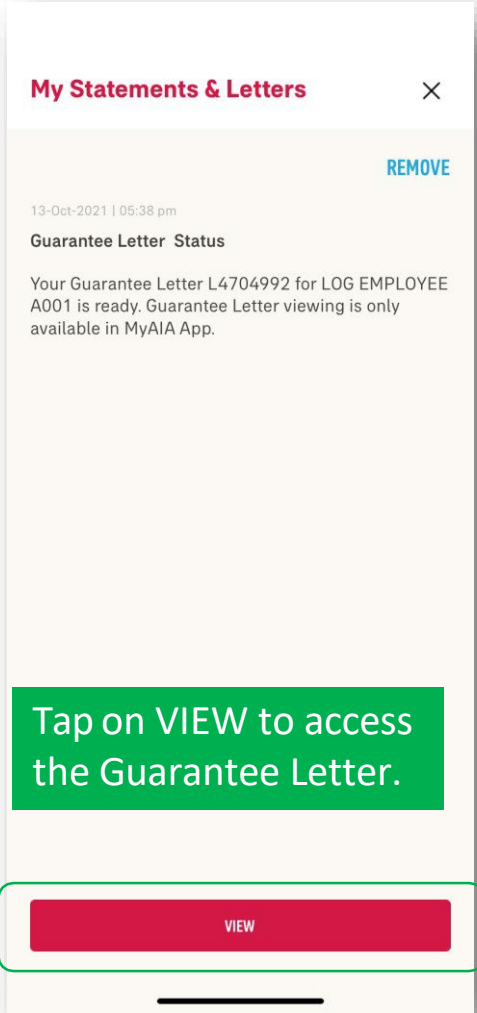 My Statements & Letters
REMOVE
13-Oct-2021 | 05:38 pm
Guarantee Letter Status
Your Guarantee Letter L4704992 for LOG EMPLOYEE
A001 is ready. Guarantee Letter viewing is only
available in MyAIA App.
Tap on VIEW to access
the Guarantee Letter.
VIEW